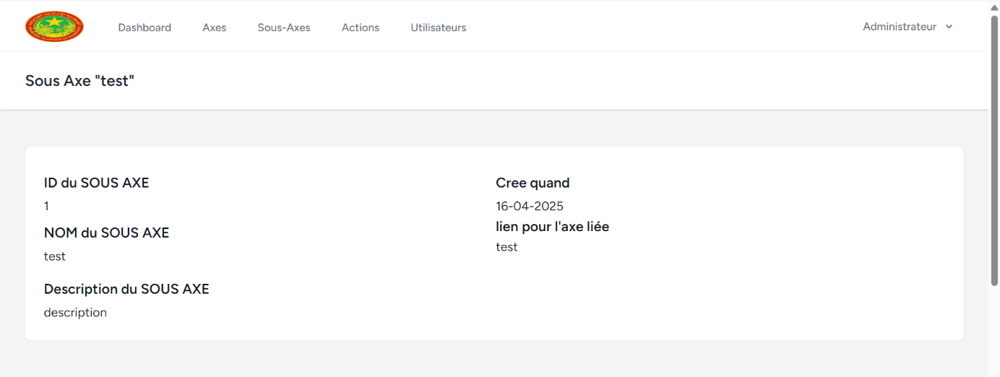 Dashboard
Axes
Sous-Axes
Actions
Utilisateurs
Administrateur
Sous Axe "test"
ID du SOUS AXE
1
NOM du SOUS AXE
test
Description du SOUS AXE
description
Cree quand
16-04-2025
lien pour l'axe liée
test